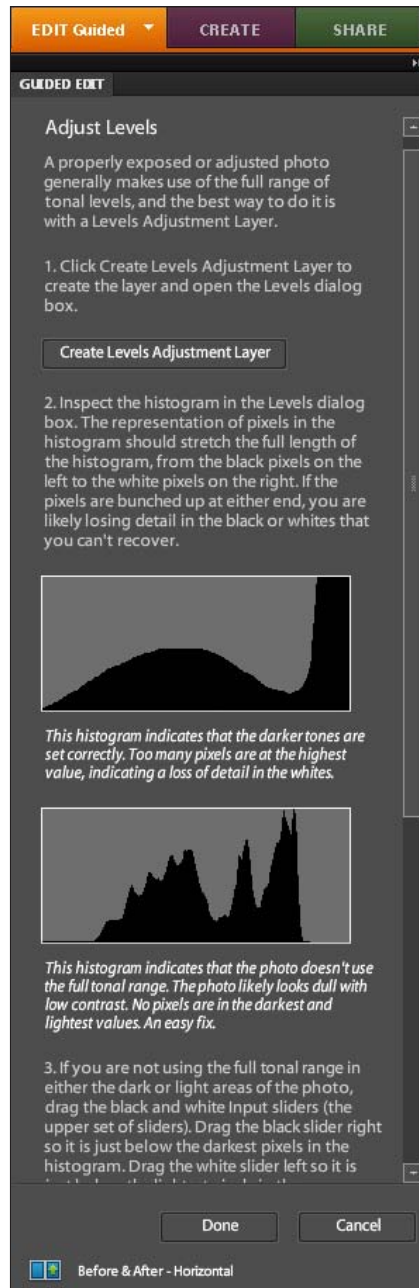 EDIT Guided
CREATE
SHARE
GUIDED EDIT
Adjust Levels
A properly exposed or adjusted photo
generally makes use of the full range of
tonal levels, and the best way to do it is
with a Levels Adjustment Layer.
1. Click Create Levels Adjustment Layer to
create the layer and open the Levels dialog
box.
Create Levels Adjustment Layer
2. Inspect the histogram in the Levels dialog
box. The representation of pixels in the
histogram should stretch the full length of
the histogram, from the black pixels on the
left to the white pixels on the right. If the
pixels are bunched up at either end, you are
likely losing detail in the black or whites that
you can't recover.
This histogram indicates that the darker tones are
set correctly. Too many pixels are at the highest
value, indicating a loss of detail in the whites.
This histogram indicates that the photo doesn't use
the full tonal range. The photo likely looks dull with
low contrast. No pixels are in the darkest and
lightest values. An easy fix.
3. If you are not using the full tonal range in
either the dark or light areas of the photo,
drag the black and white Input sliders (the
upper set of sliders). Drag the black slider right
so it is just below the darkest pixels in the
histogram. Drag the white slider left so it is
Done
Cancel
Before & After - Horizontal